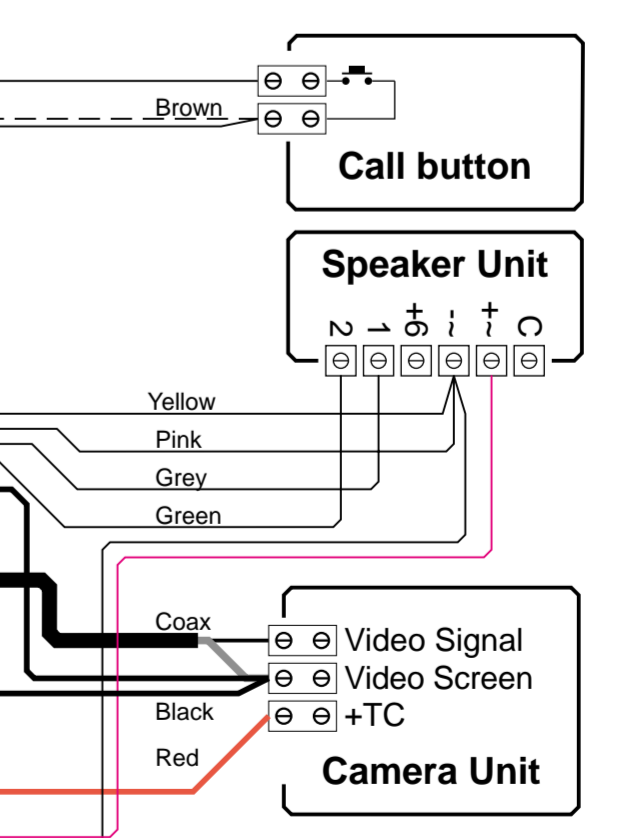 Brown
Call button
Speaker Unit
2 1 +6 -~ +~ C
Yellow
Pink
Grey
Green
Coax
Video Signal
Video Screen
Black
+TC
Red
Camera Unit